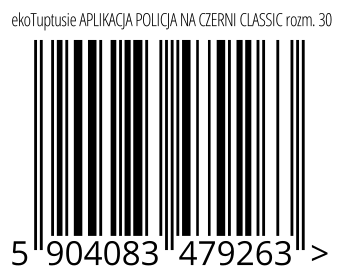 ekoTuptusie APLIKACJA POLICJA NA CZERNI CLASSIC rozm. 30
5 904083 479263 >